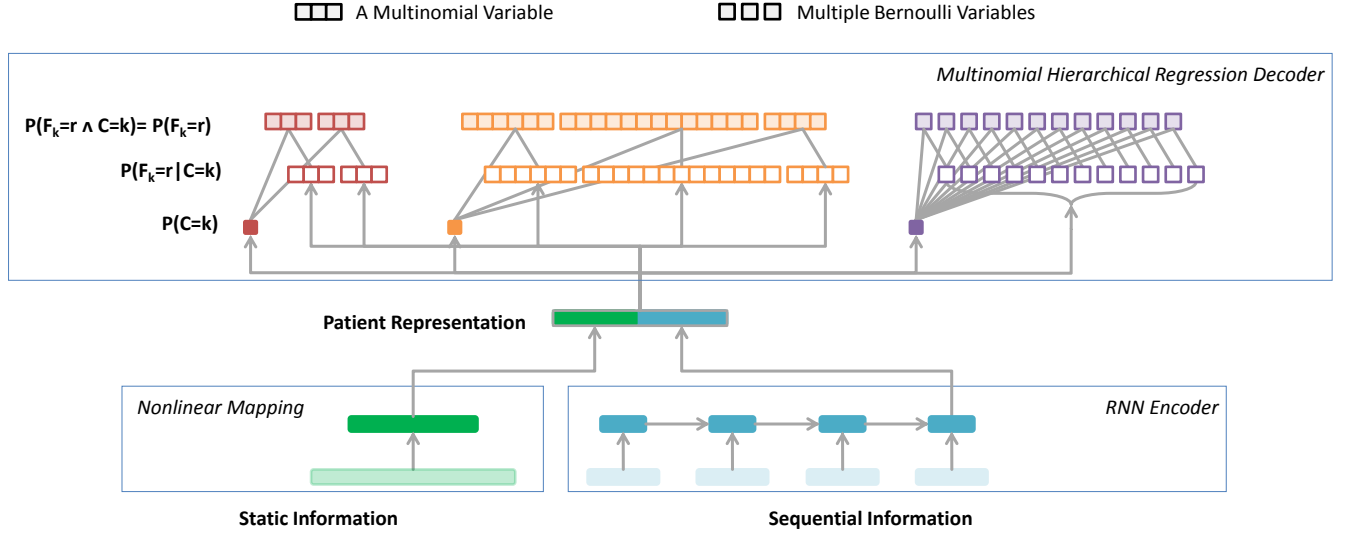 A Multinomial Variable
Multiple Bernoulli Variables
Multinomial Hierarchical Regression Decoder
P(Fk=r ∧ C=k)= P(Fk=r)
P(Fk=r|C=k)
P(C=k)
Patient Representation
Nonlinear Mapping
RNN Encoder
Static Information
Sequential Information